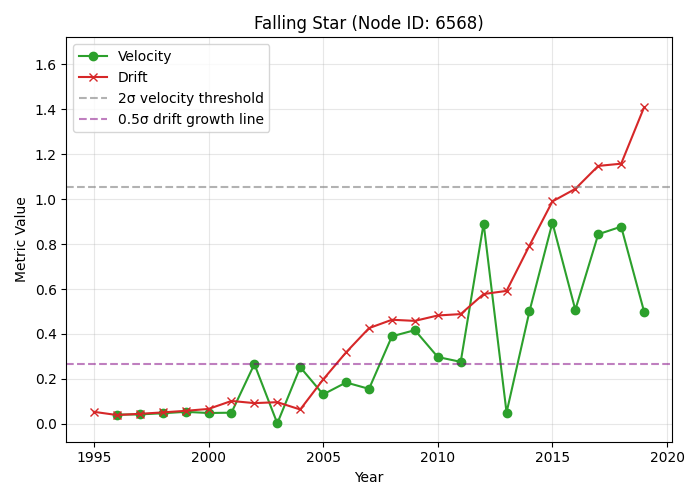 Falling Star (Node ID: 6568)
Velocity
Drift
2σ velocity threshold
0.5σ drift growth line
Metric Value
1.6
1.4
1.2
1.0
0.8
0.6
0.4
0.2
0.0
1995 2000 2005 2010 2015 2020
Year